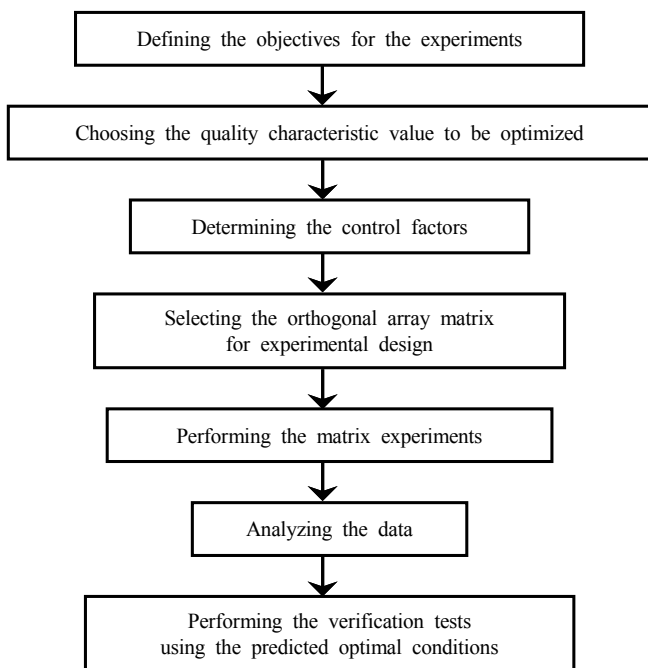 Defining the objectives for the experiments
Choosing the quality characteristic value to be optimized
Determining the control factors
Selecting the orthogonal array matrix
for experimental design
Performing the matrix experiments
Analyzing the data
Performing the verification tests
using the predicted optimal conditions